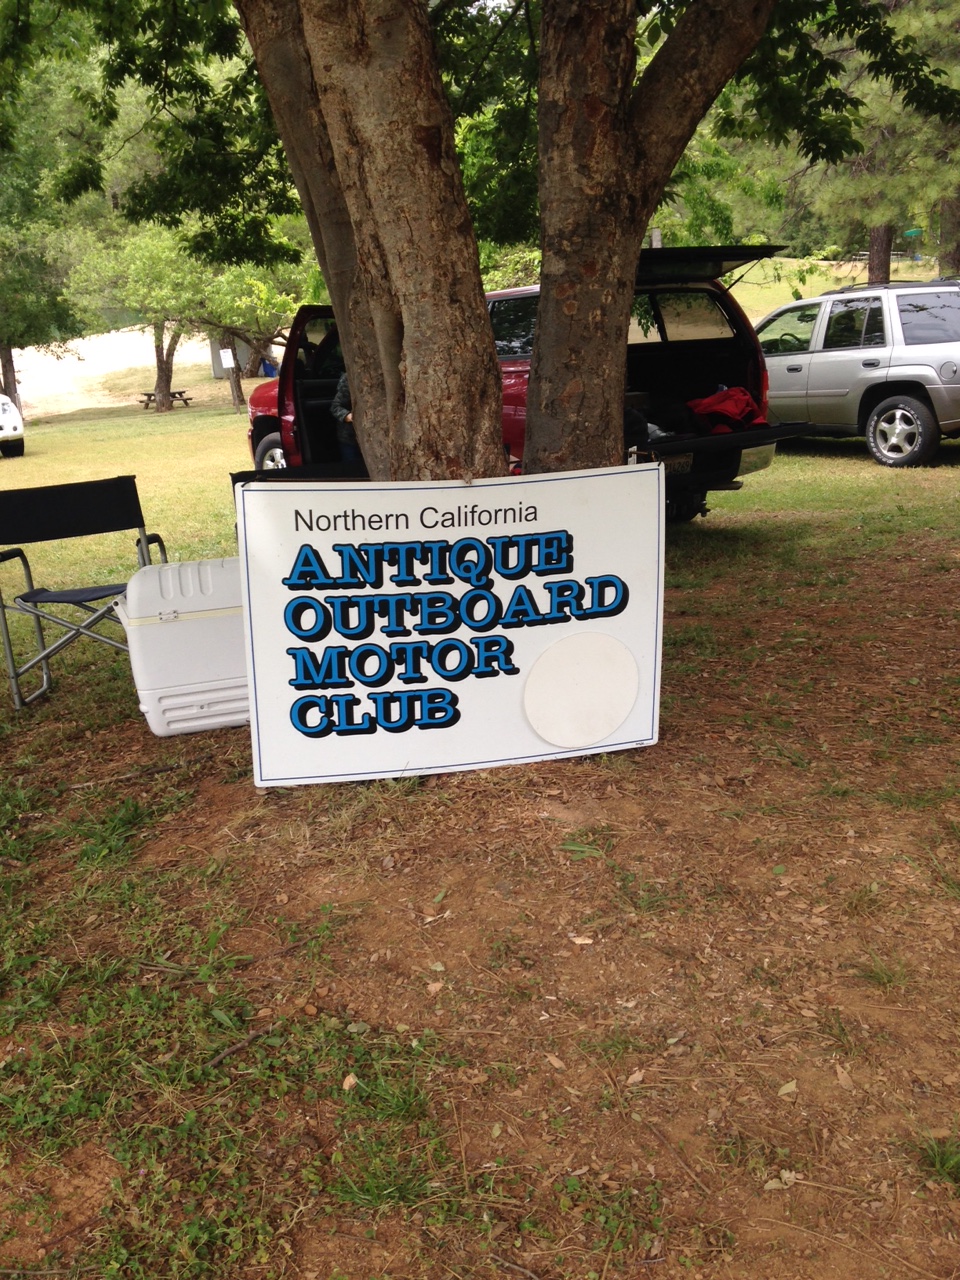 Northern California
ANTIQUE
OUTBOARD
MOTOR
CLUB